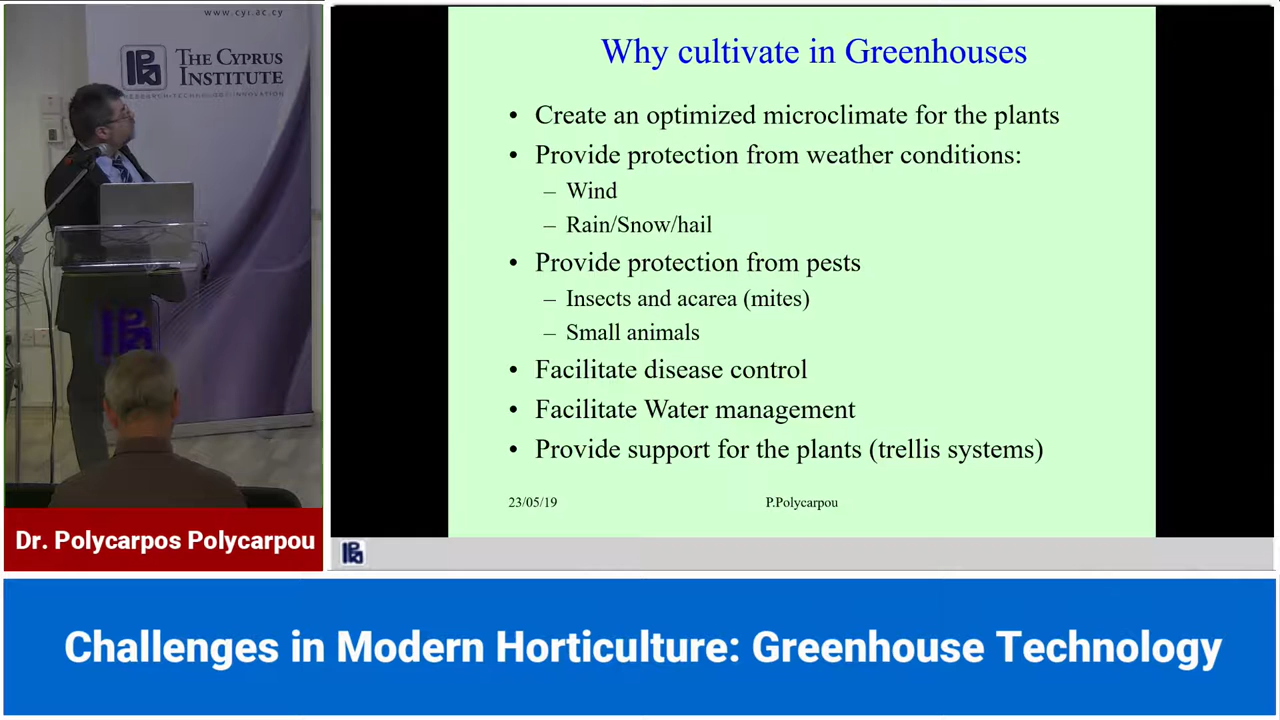 www.cyi.ac.cy
THE CYPRUS
INSTITUTE
RESEARCH•TECHNOLOGY•INNOVATION
Why cultivate in Greenhouses
• Create an optimized microclimate for the plants
• Provide protection from weather conditions:
– Wind
– Rain/Snow/hail
• Provide protection from pests
– Insects and acarea (mites)
– Small animals
• Facilitate disease control
• Facilitate Water management
• Provide support for the plants (trellis systems)
23/05/19
P.Polycarpou
Dr. Polycarpos Polycarpou
Challenges in Modern Horticulture: Greenhouse Technology